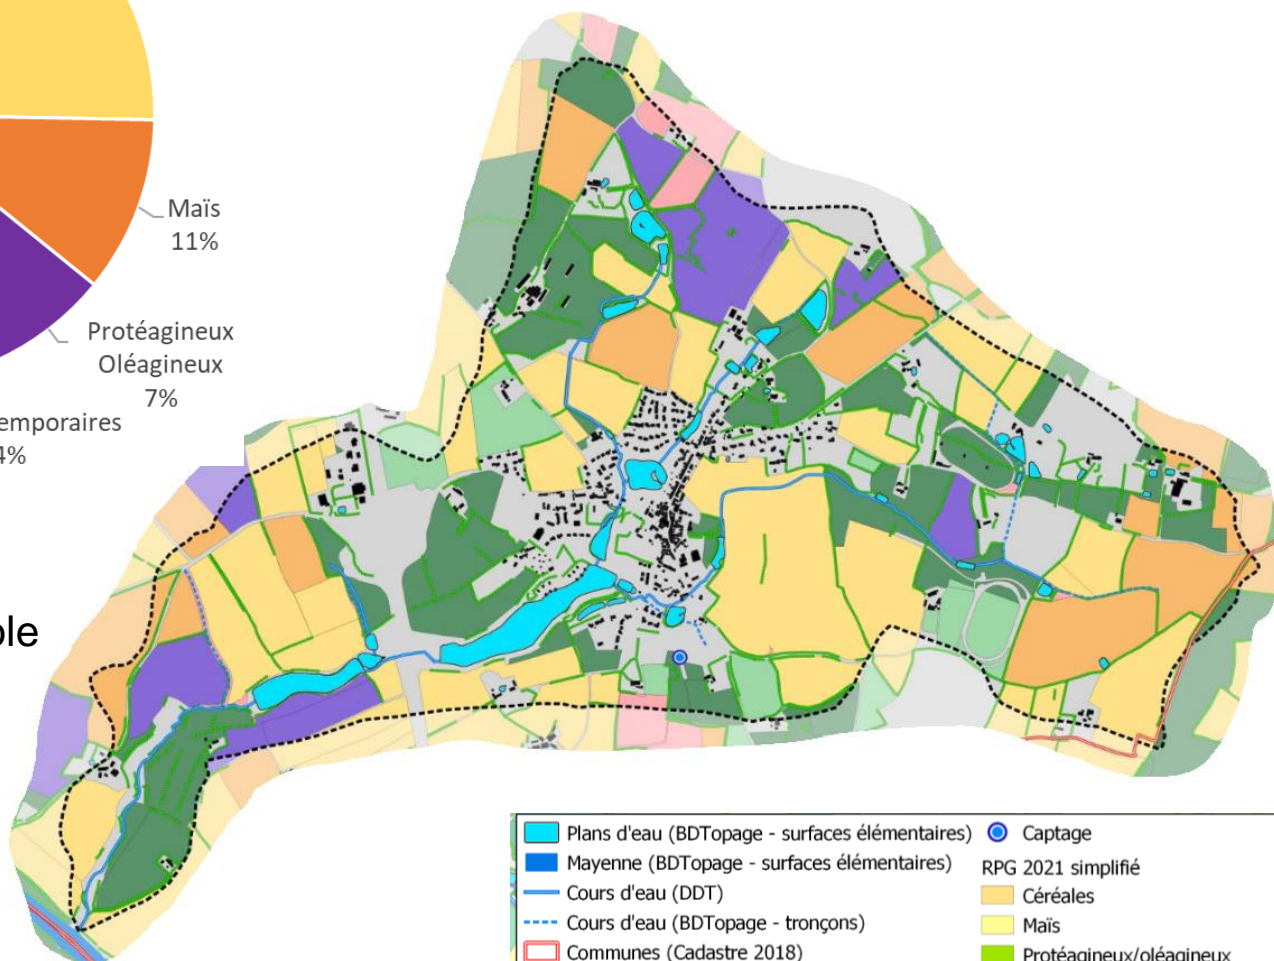 Maïs
11%
Protéagineux
Oléagineux
7%
emporaires
4%
ble
Plans d'eau (BDTopage - surfaces élémentaires)
Mayenne (BDTopage - surfaces élémentaires)
Cours d'eau (DDT)
Cours d'eau (BDTopage - tronçons)
Communes (Cadastre 2018)
Captage
RPG 2021 simplifié
Céréales
Maïs
Protéagineux/oléagineux